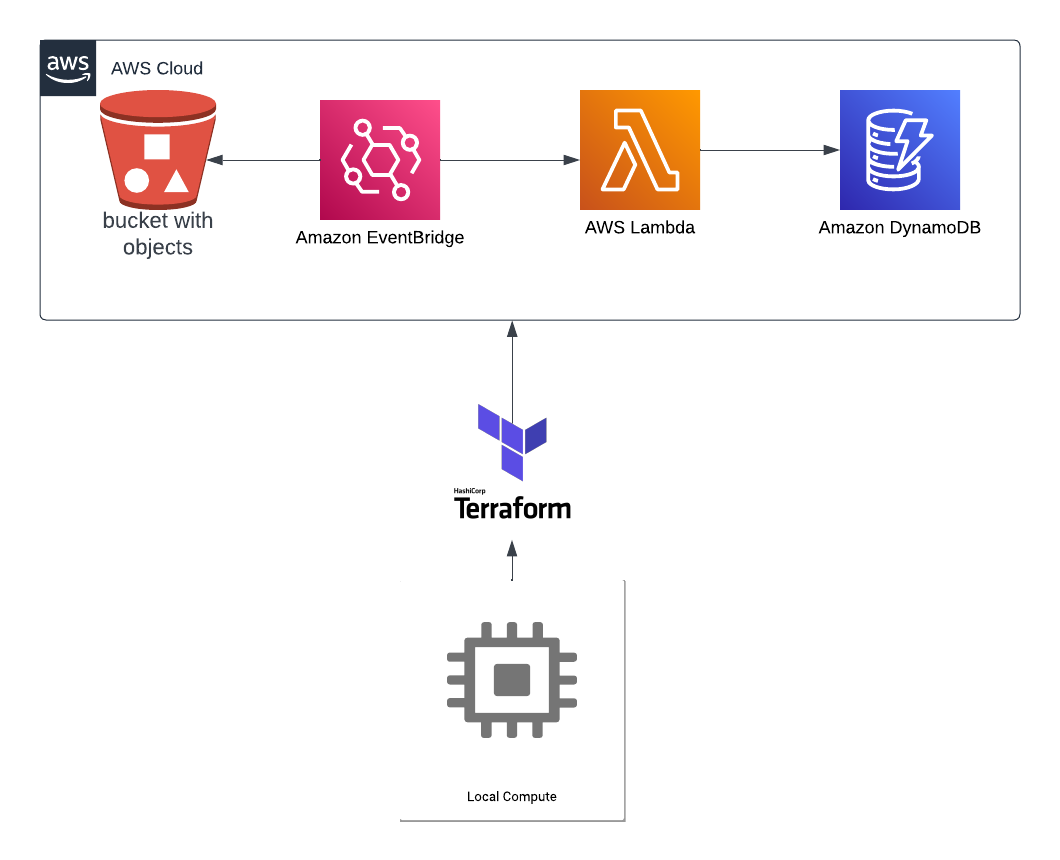 aws
AWS Cloud
bucket with
objects
Amazon EventBridge
AWS Lambda
Amazon DynamoDB
HashiCorp
Terraform
Local Compute